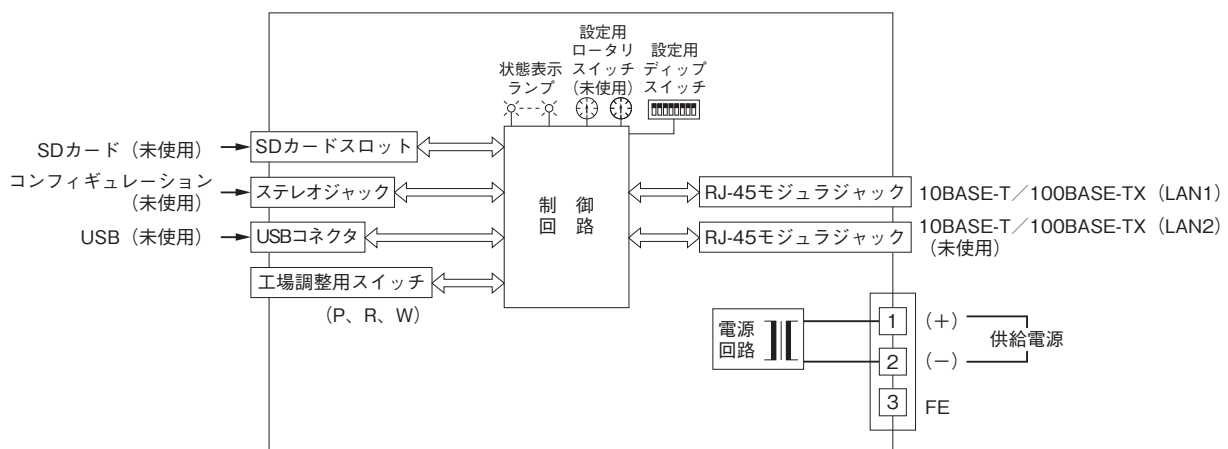 設定用
ロータリ
スイッチ
(未使用)
設定用
ディップ
スイッチ
状態表示
ランプ
SDカード(未使用)
SDカードスロット
コンフィギュレーション
(未使用)
ステレオジャック
USB(未使用)
USBコネクタ
工場調整用スイッチ
(P、R、W)
制 御
回 路
RJ-45モジュラジャック
10BASE-T/100BASE-TX(LAN1)
RJ-45モジュラジャック
10BASE-T/100BASE-TX(LAN2)
(未使用)
電源
回路
1
(+)
2
(−)
供給電源
3
FE